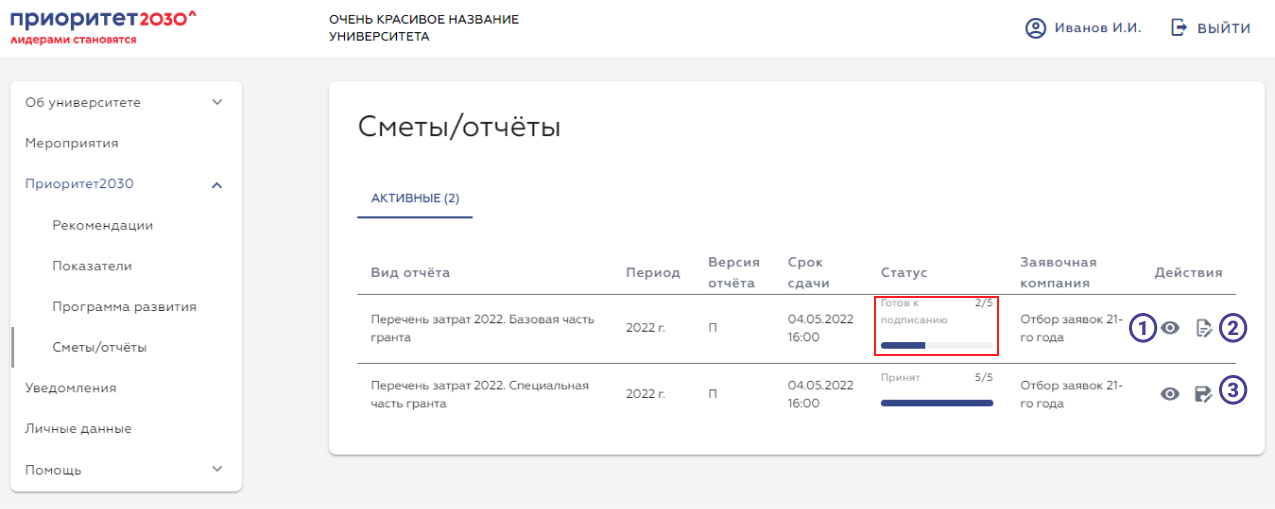 приоритет2030^
лидерами становятся
ОЧЕНЬ КРАСИВОЕ НАЗВАНИЕ
УНИВЕРСИТЕТА
Иванов И.И.
ВЫЙТИ
Об университете
Мероприятия
Приоритет2030
Рекомендации
Показатели
Программа развития
Сметы/отчёты
Уведомления
Личные данные
Помощь
Сметы/отчёты
АКТИВНЫЕ (2)
Вид отчёта
Период
Версия
отчёта
Срок
сдачи
Статус
Заявочная
компания
Действия
Перечень затрат 2022. Базовая часть
гранта
2022 г.
П
04.05.2022
16:00
Готов к
подписанию
2/5
Отбор заявок 21-
го года
1
2
Перечень затрат 2022. Специальная
часть гранта
2022 г.
П
04.05.2022
16:00
Принят
5/5
Отбор заявок 21-
го года
3